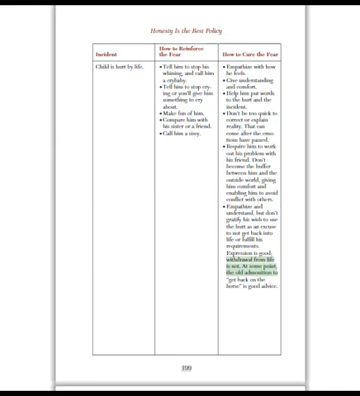 Honesty Is the Best Policy
Incident
How to Reinforce
the Fear
How to Cure the Fear
Child is hurt by life.
• Tell him to stop his
whining, and call him
a crybaby.
• Tell him to stop cry-
ing or you'll give him
something to cry
about.
• Make fun of him.
• Compare him with
his sister or a friend.
• Call him a sissy.
• Empathize with how
he feels.
• Give understanding
and comfort.
• Help him put words
to the hurt and the
incident.
• Don't be too quick to
correct or explain
reality. That can
come after the emo-
tions have passed.
• Require him to work
out his problem with
his friend. Don't
become the buffer
between him and the
outside world, giving
him comfort and
enabling him to avoid
conflict with others.
• Empathize and
understand, but don't
gratify his wish to use
the hurt as an excuse
to not get back into
life or fulfill his
requirements.
Expression is good;
withdrawal from life
is not. At some point,
the old admonition to
"get back on the
horse" is good advice.
199